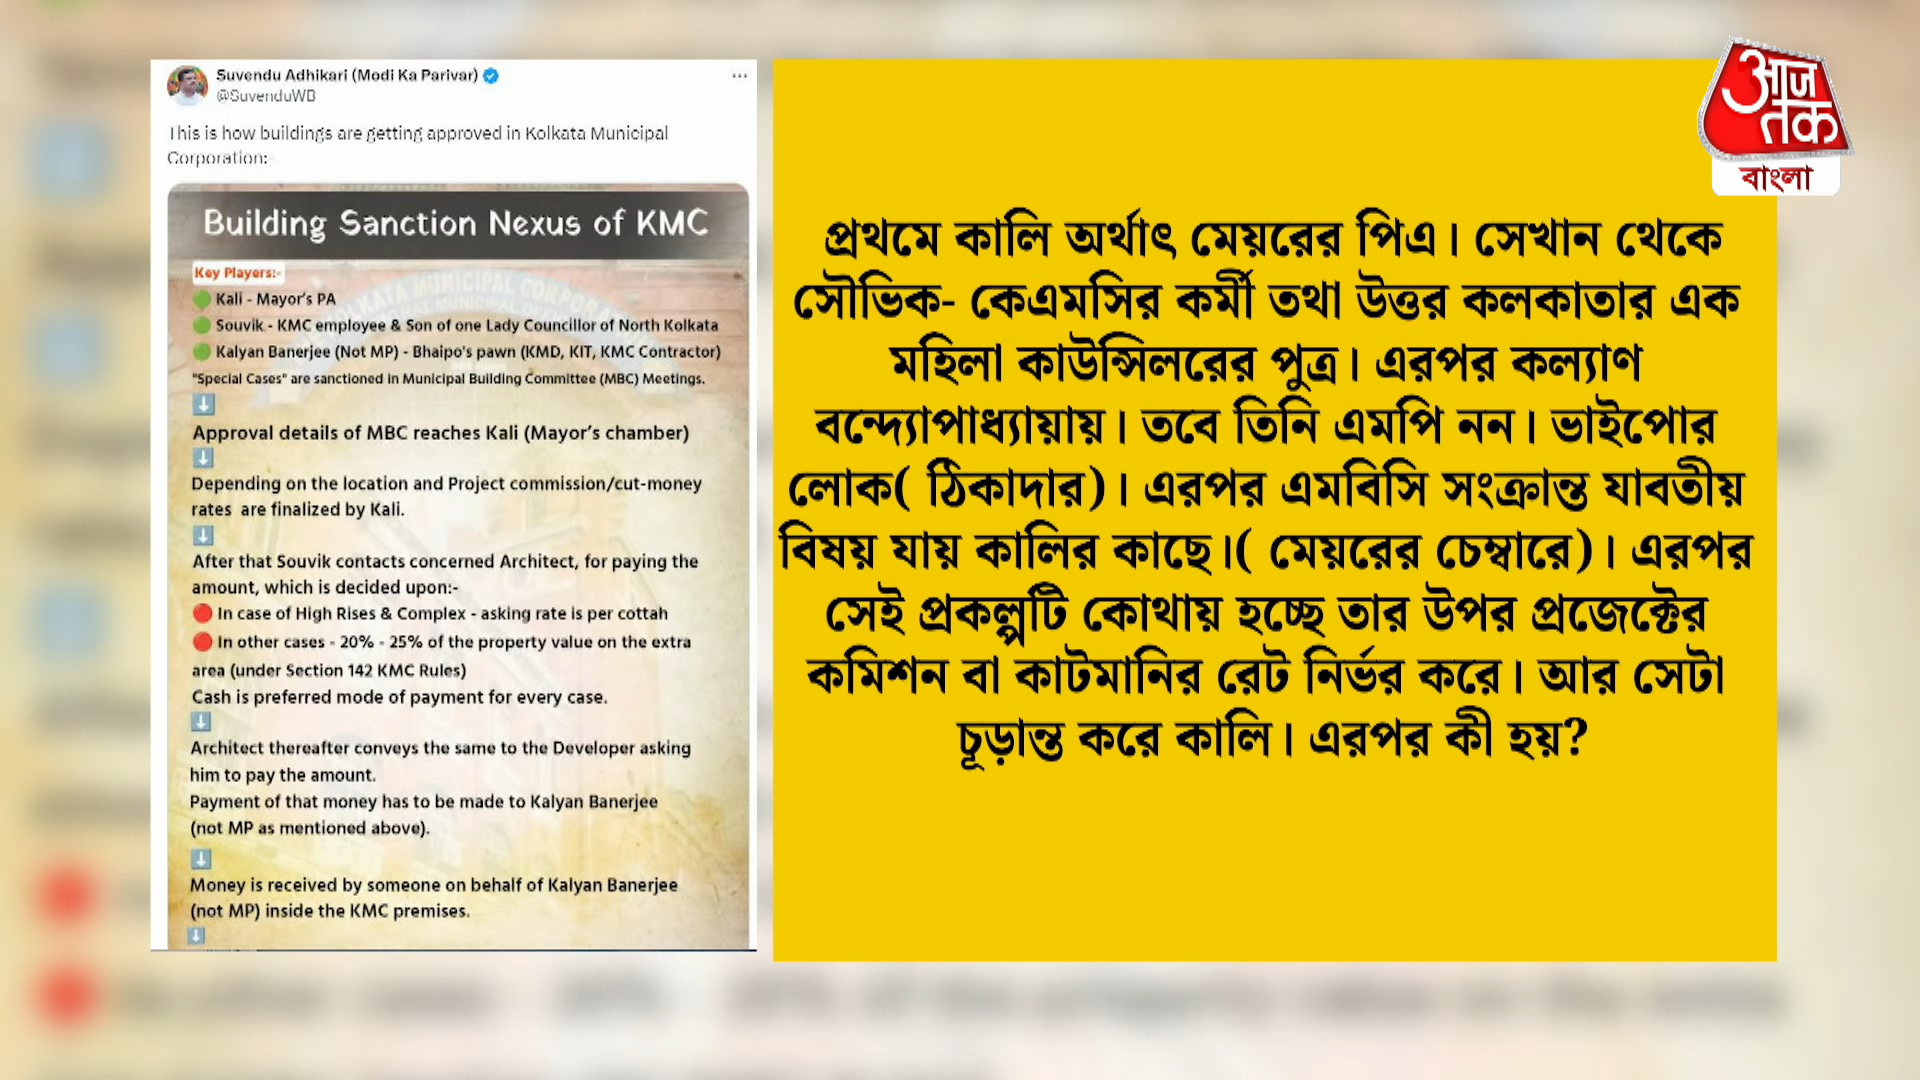 Suvendu Adhikari (Modi Ka Parivar)
@SuvenduWB
This is how buildings are getting approved in Kolkata Municipal
Corporation:-
Building Sanction Nexus of KMC
Key Players:-
Kali - Mayor's PA
Souvik - KMC employee & Son of one Lady Councillor of North Kolkata
Kalyan Banerjee (Not MP) - Bhaipo's pawn (KMD, KIT, KMC Contractor)
"Special Cases" are sanctioned in Municipal Building Committee (MBC) Meetings.
Approval details of MBC reaches Kali (Mayor's chamber)
Depending on the location and Project commission/cut-money
rates are finalized by Kali.
After that Souvik contacts concerned Architect, for paying the
amount, which is decided upon:-
In case of High Rises & Complex - asking rate is per cottah
In other cases - 20% - 25% of the property value on the extra
area (under Section 142 KMC Rules)
Cash is preferred mode of payment for every case.
Architect thereafter conveys the same to the Developer asking
him to pay the amount.
Payment of that money has to be made to Kalyan Banerjee
(not MP as mentioned above).
Money is received by someone on behalf of Kalyan Banerjee
(not MP) inside the KMC premises.
প্রথমে কালি অর্থাৎ মেয়রের পিএ। সেখান থেকে
সৌভিক- কেএমসির কর্মী তথা উত্তর কলকাতার এক
মহিলা কাউন্সিলরের পুত্র। এরপর কল্যাণ
বন্দ্যোপাধ্যায়ায়। তবে তিনি এমপি নন। ভাইপোর
লোক( ঠিকাদার)। এরপর এমবিসি সংক্রান্ত যাবতীয়
বিষয় যায় কালির কাছে।( মেয়রের চেম্বারে)। এরপর
সেই প্রকল্পটি কোথায় হচ্ছে তার উপর প্রজেক্টের
কমিশন বা কাটমানির রেট নির্ভর করে। আর সেটা
চূড়ান্ত করে কালি। এরপর কী হয়?
आज
तक
বাংলা